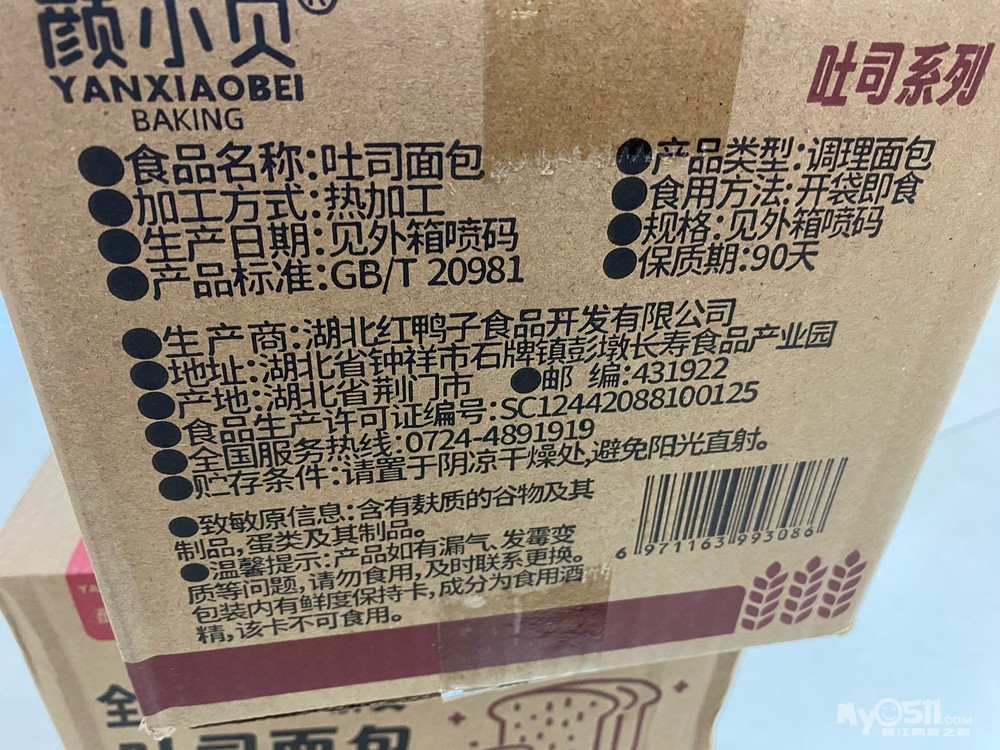 颜小贝®
YANXIAOBEI
BAKING
吐司系列
●食品名称:吐司面包
●加工方式:热加工
●生产日期:见外箱喷码
●产品标准:GB/T 20981
●产品类型:调理面包
●食用方法:开袋即食
●规格:见外箱喷码
●保质期:90天
●生产商:湖北红鸭子食品开发有限公司
●地址:湖北省钟祥市石牌镇彭墩长寿食品产业园
●产地:湖北省荆门市 ●邮 编:431922
●食品生产许可证编号:SC12442088100125
●全国服务热线:0724-4891919
●贮存条件:请置于阴凉干燥处,避免阳光直射。
●致敏原信息:含有麸质的谷物及其
制品,蛋类及其制品。
●温馨提示:产品如有漏气、发霉变
质等问题,请勿食用,及时联系更换。
包装内有鲜度保持卡,成分为食用酒
精,该卡不可食用。
6 971163 993086
YA
全
吐司面包
My0511.COM
镇江网友之家